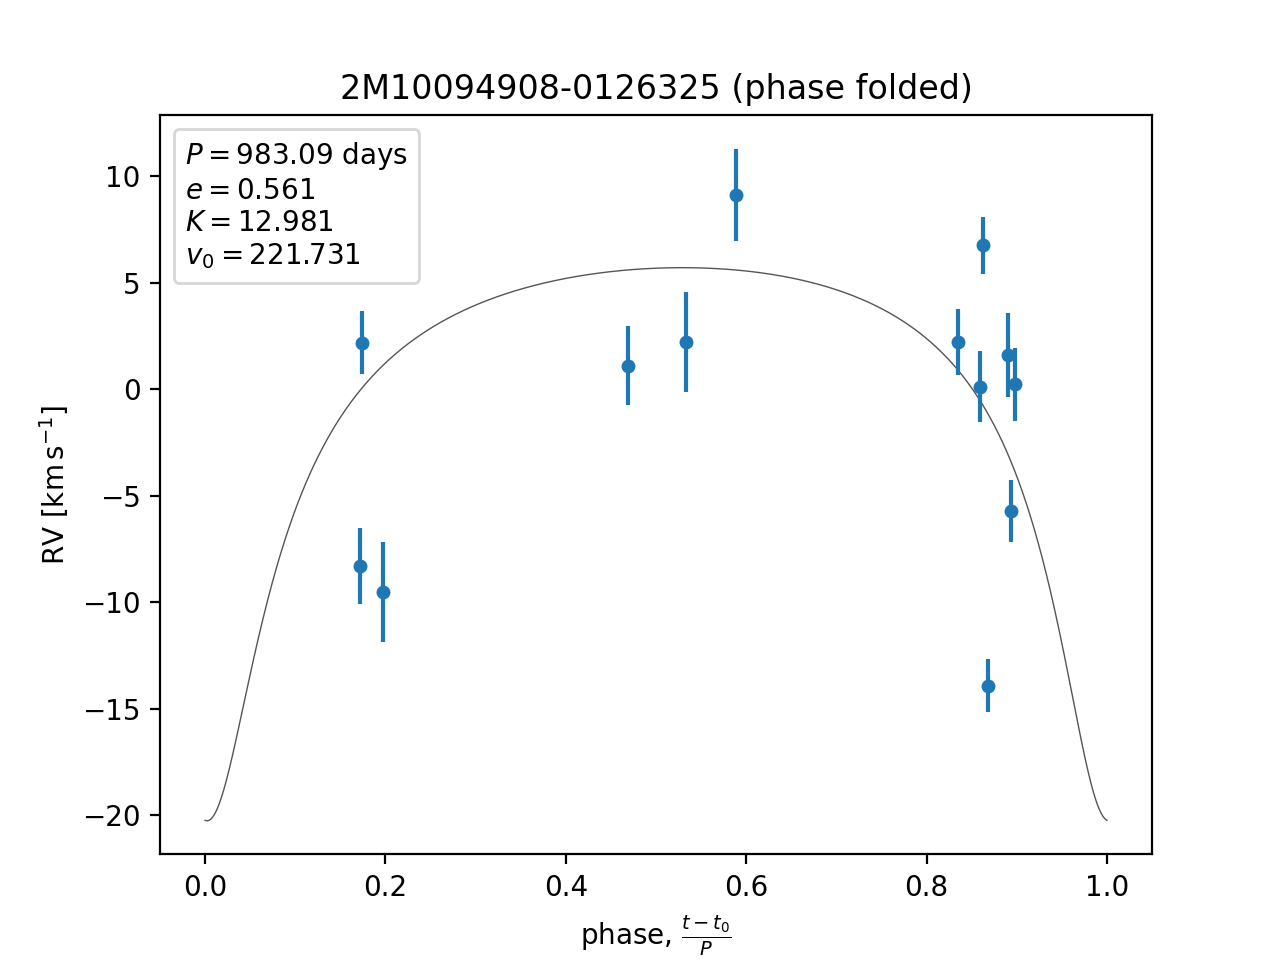 2M10094908-0126325 (phase folded)
P = 983.09 days
e = 0.561
K = 12.981
v₀ = 221.731
10
5
0
−5
−10
−15
−20
RV [km s⁻¹]
0.0 0.2 0.4 0.6 0.8 1.0
phase, (t − t₀)/P